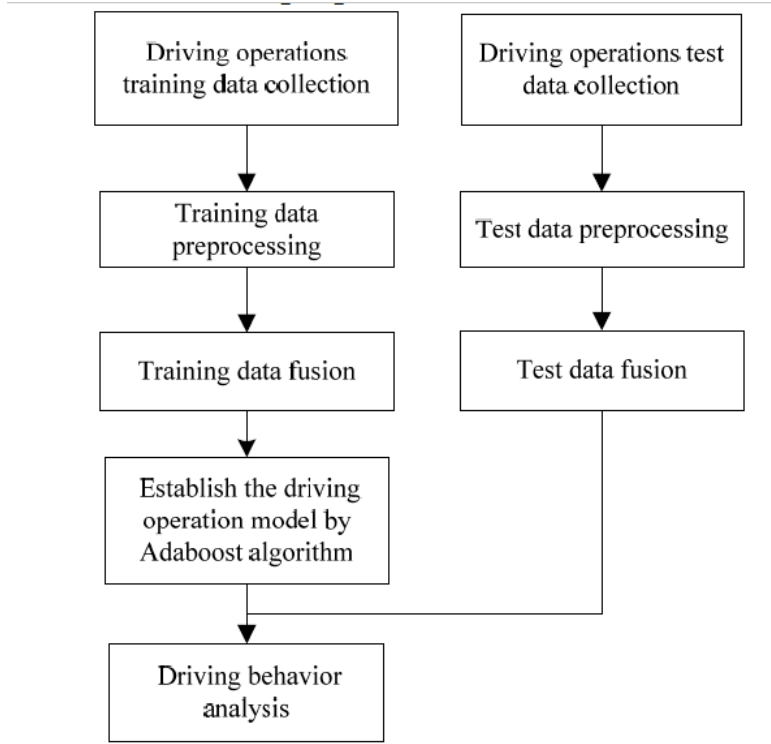 Driving operations
training data collection
Driving operations test
data collection
Training data
preprocessing
Test data preprocessing
Training data fusion
Test data fusion
Establish the driving
operation model by
Adaboost algorithm
Driving behavior
analysis